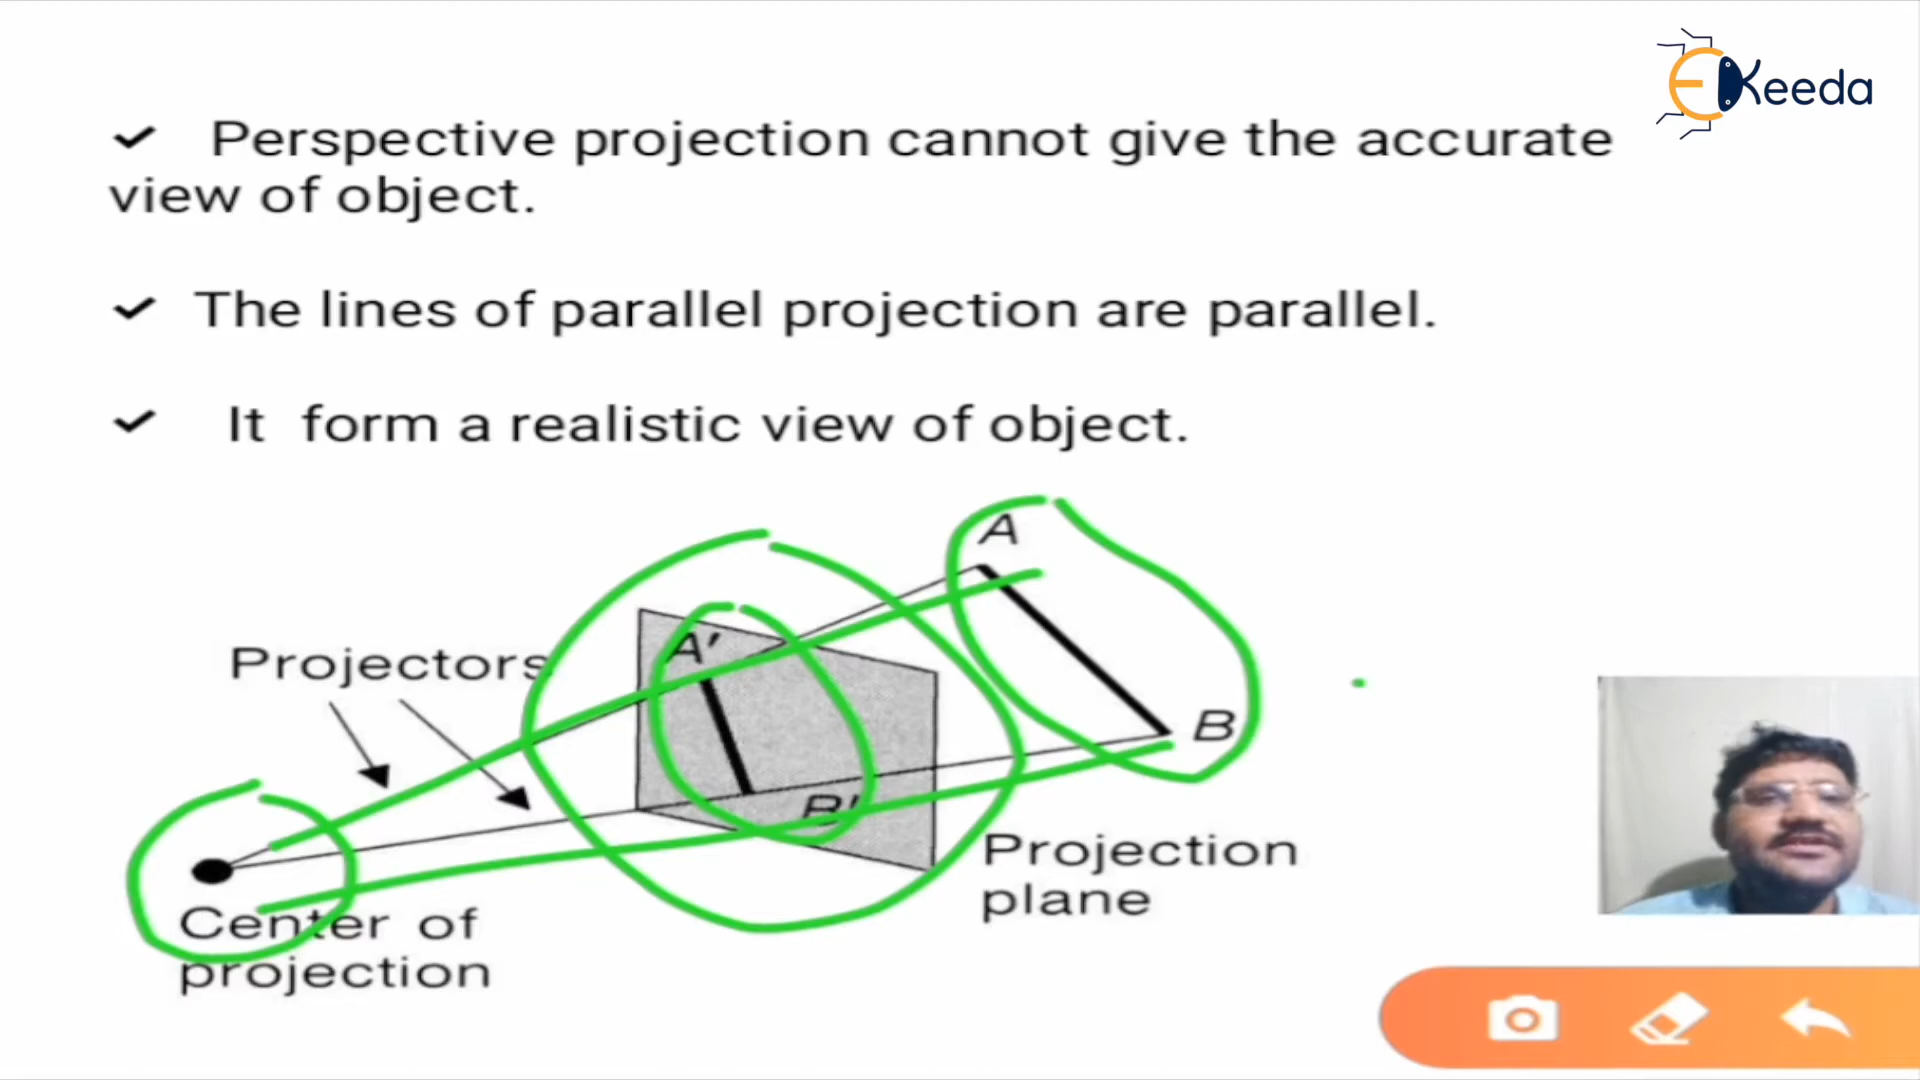 EKeeda
✓ Perspective projection cannot give the accurate
view of object.
✓ The lines of parallel projection are parallel.
✓ It form a realistic view of object.
A
A'
Projectors
B
B'
Projection
plane
Center of
projection